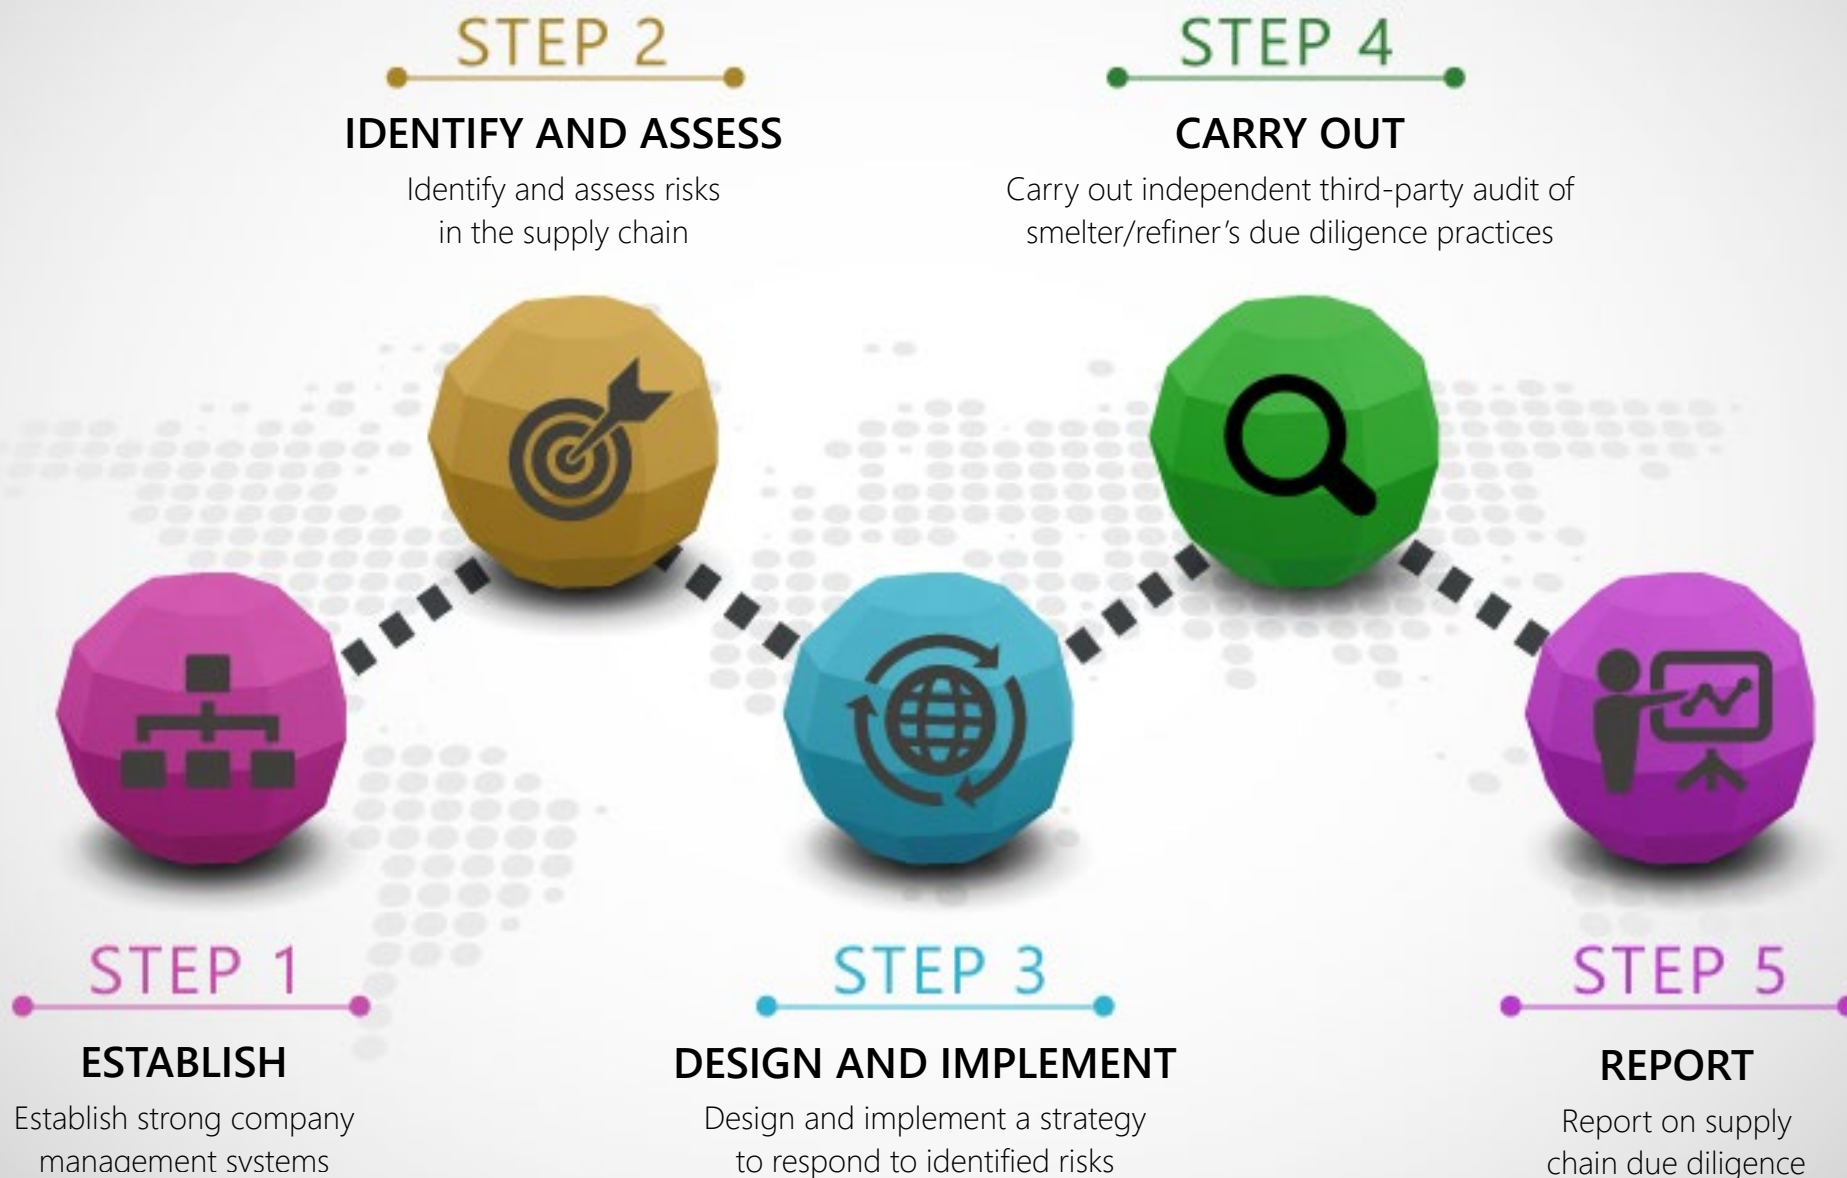 STEP 1
ESTABLISH
Establish strong company
management systems
STEP 2
IDENTIFY AND ASSESS
Identify and assess risks
in the supply chain
STEP 3
DESIGN AND IMPLEMENT
Design and implement a strategy
to respond to identified risks
STEP 4
CARRY OUT
Carry out independent third-party audit of
smelter/refiner’s due diligence practices
STEP 5
REPORT
Report on supply
chain due diligence